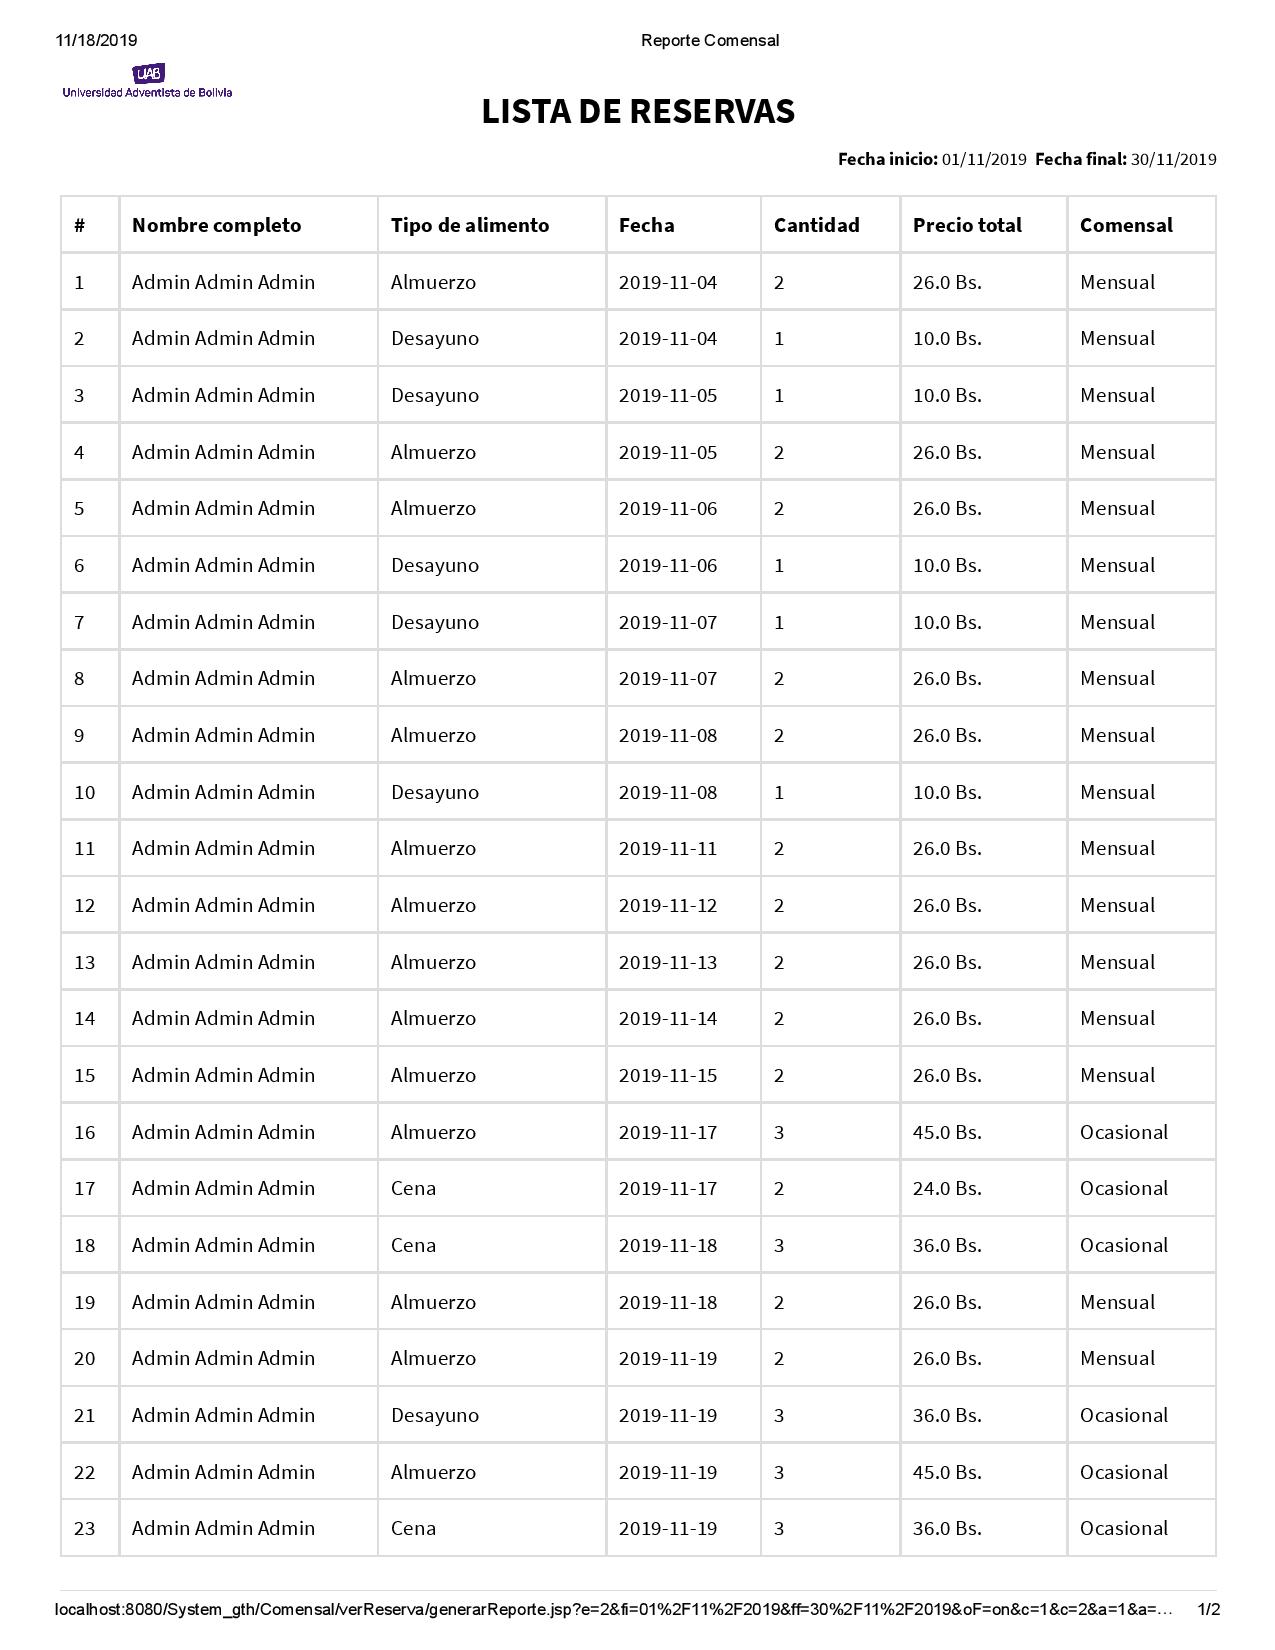 11/18/2019 Reporte Comensal
UAB
Universidad Adventista de Bolivia
LISTA DE RESERVAS
Fecha inicio: 01/11/2019 Fecha final: 30/11/2019
# Nombre completo Tipo de alimento Fecha Cantidad Precio total Comensal
1 Admin Admin Admin Almuerzo 2019-11-04 2 26.0 Bs. Mensual
2 Admin Admin Admin Desayuno 2019-11-04 1 10.0 Bs. Mensual
3 Admin Admin Admin Desayuno 2019-11-05 1 10.0 Bs. Mensual
4 Admin Admin Admin Almuerzo 2019-11-05 2 26.0 Bs. Mensual
5 Admin Admin Admin Almuerzo 2019-11-06 2 26.0 Bs. Mensual
6 Admin Admin Admin Desayuno 2019-11-06 1 10.0 Bs. Mensual
7 Admin Admin Admin Desayuno 2019-11-07 1 10.0 Bs. Mensual
8 Admin Admin Admin Almuerzo 2019-11-07 2 26.0 Bs. Mensual
9 Admin Admin Admin Almuerzo 2019-11-08 2 26.0 Bs. Mensual
10 Admin Admin Admin Desayuno 2019-11-08 1 10.0 Bs. Mensual
11 Admin Admin Admin Almuerzo 2019-11-11 2 26.0 Bs. Mensual
12 Admin Admin Admin Almuerzo 2019-11-12 2 26.0 Bs. Mensual
13 Admin Admin Admin Almuerzo 2019-11-13 2 26.0 Bs. Mensual
14 Admin Admin Admin Almuerzo 2019-11-14 2 26.0 Bs. Mensual
15 Admin Admin Admin Almuerzo 2019-11-15 2 26.0 Bs. Mensual
16 Admin Admin Admin Almuerzo 2019-11-17 3 45.0 Bs. Ocasional
17 Admin Admin Admin Cena 2019-11-17 2 24.0 Bs. Ocasional
18 Admin Admin Admin Cena 2019-11-18 3 36.0 Bs. Ocasional
19 Admin Admin Admin Almuerzo 2019-11-18 2 26.0 Bs. Mensual
20 Admin Admin Admin Almuerzo 2019-11-19 2 26.0 Bs. Mensual
21 Admin Admin Admin Desayuno 2019-11-19 3 36.0 Bs. Ocasional
22 Admin Admin Admin Almuerzo 2019-11-19 3 45.0 Bs. Ocasional
23 Admin Admin Admin Cena 2019-11-19 3 36.0 Bs. Ocasional
localhost:8080/System_gth/Comensal/verReserva/generarReporte.jsp?e=2&fi=01%2F11%2F2019&ff=30%2F11%2F2019&oF=on&c=1&c=2&a=1&a=… 1/2